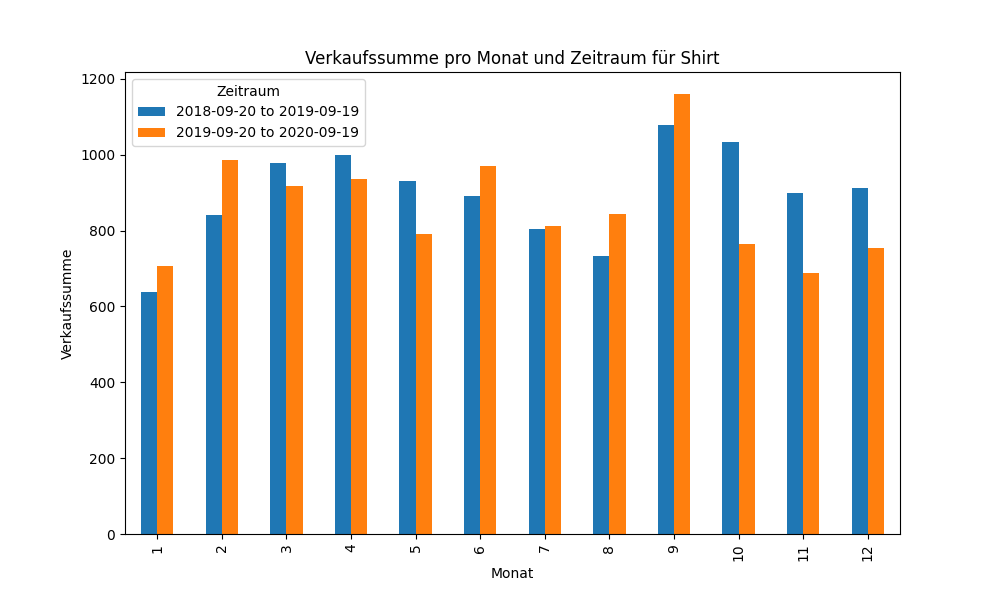 Verkaufssumme pro Monat und Zeitraum für Shirt
Zeitraum
2018-09-20 to 2019-09-19
2019-09-20 to 2020-09-19
Verkaufssumme
1200
1000
800
600
400
200
0
1 2 3 4 5 6 7 8 9 10 11 12
Monat